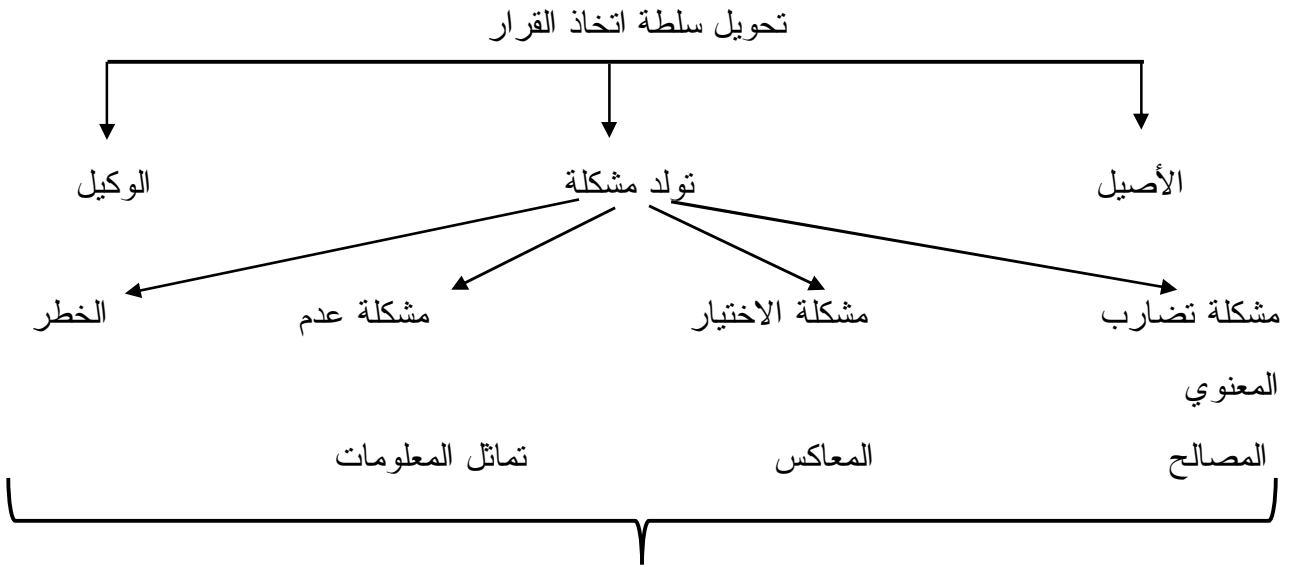 تحويل سلطة اتخاذ القرار
الأصيل تولد مشكلة الوكيل
مشكلة تضارب مشكلة الاختيار مشكلة عدم الخطر
المعنوي
المصالح المعاكس تماثل المعلومات